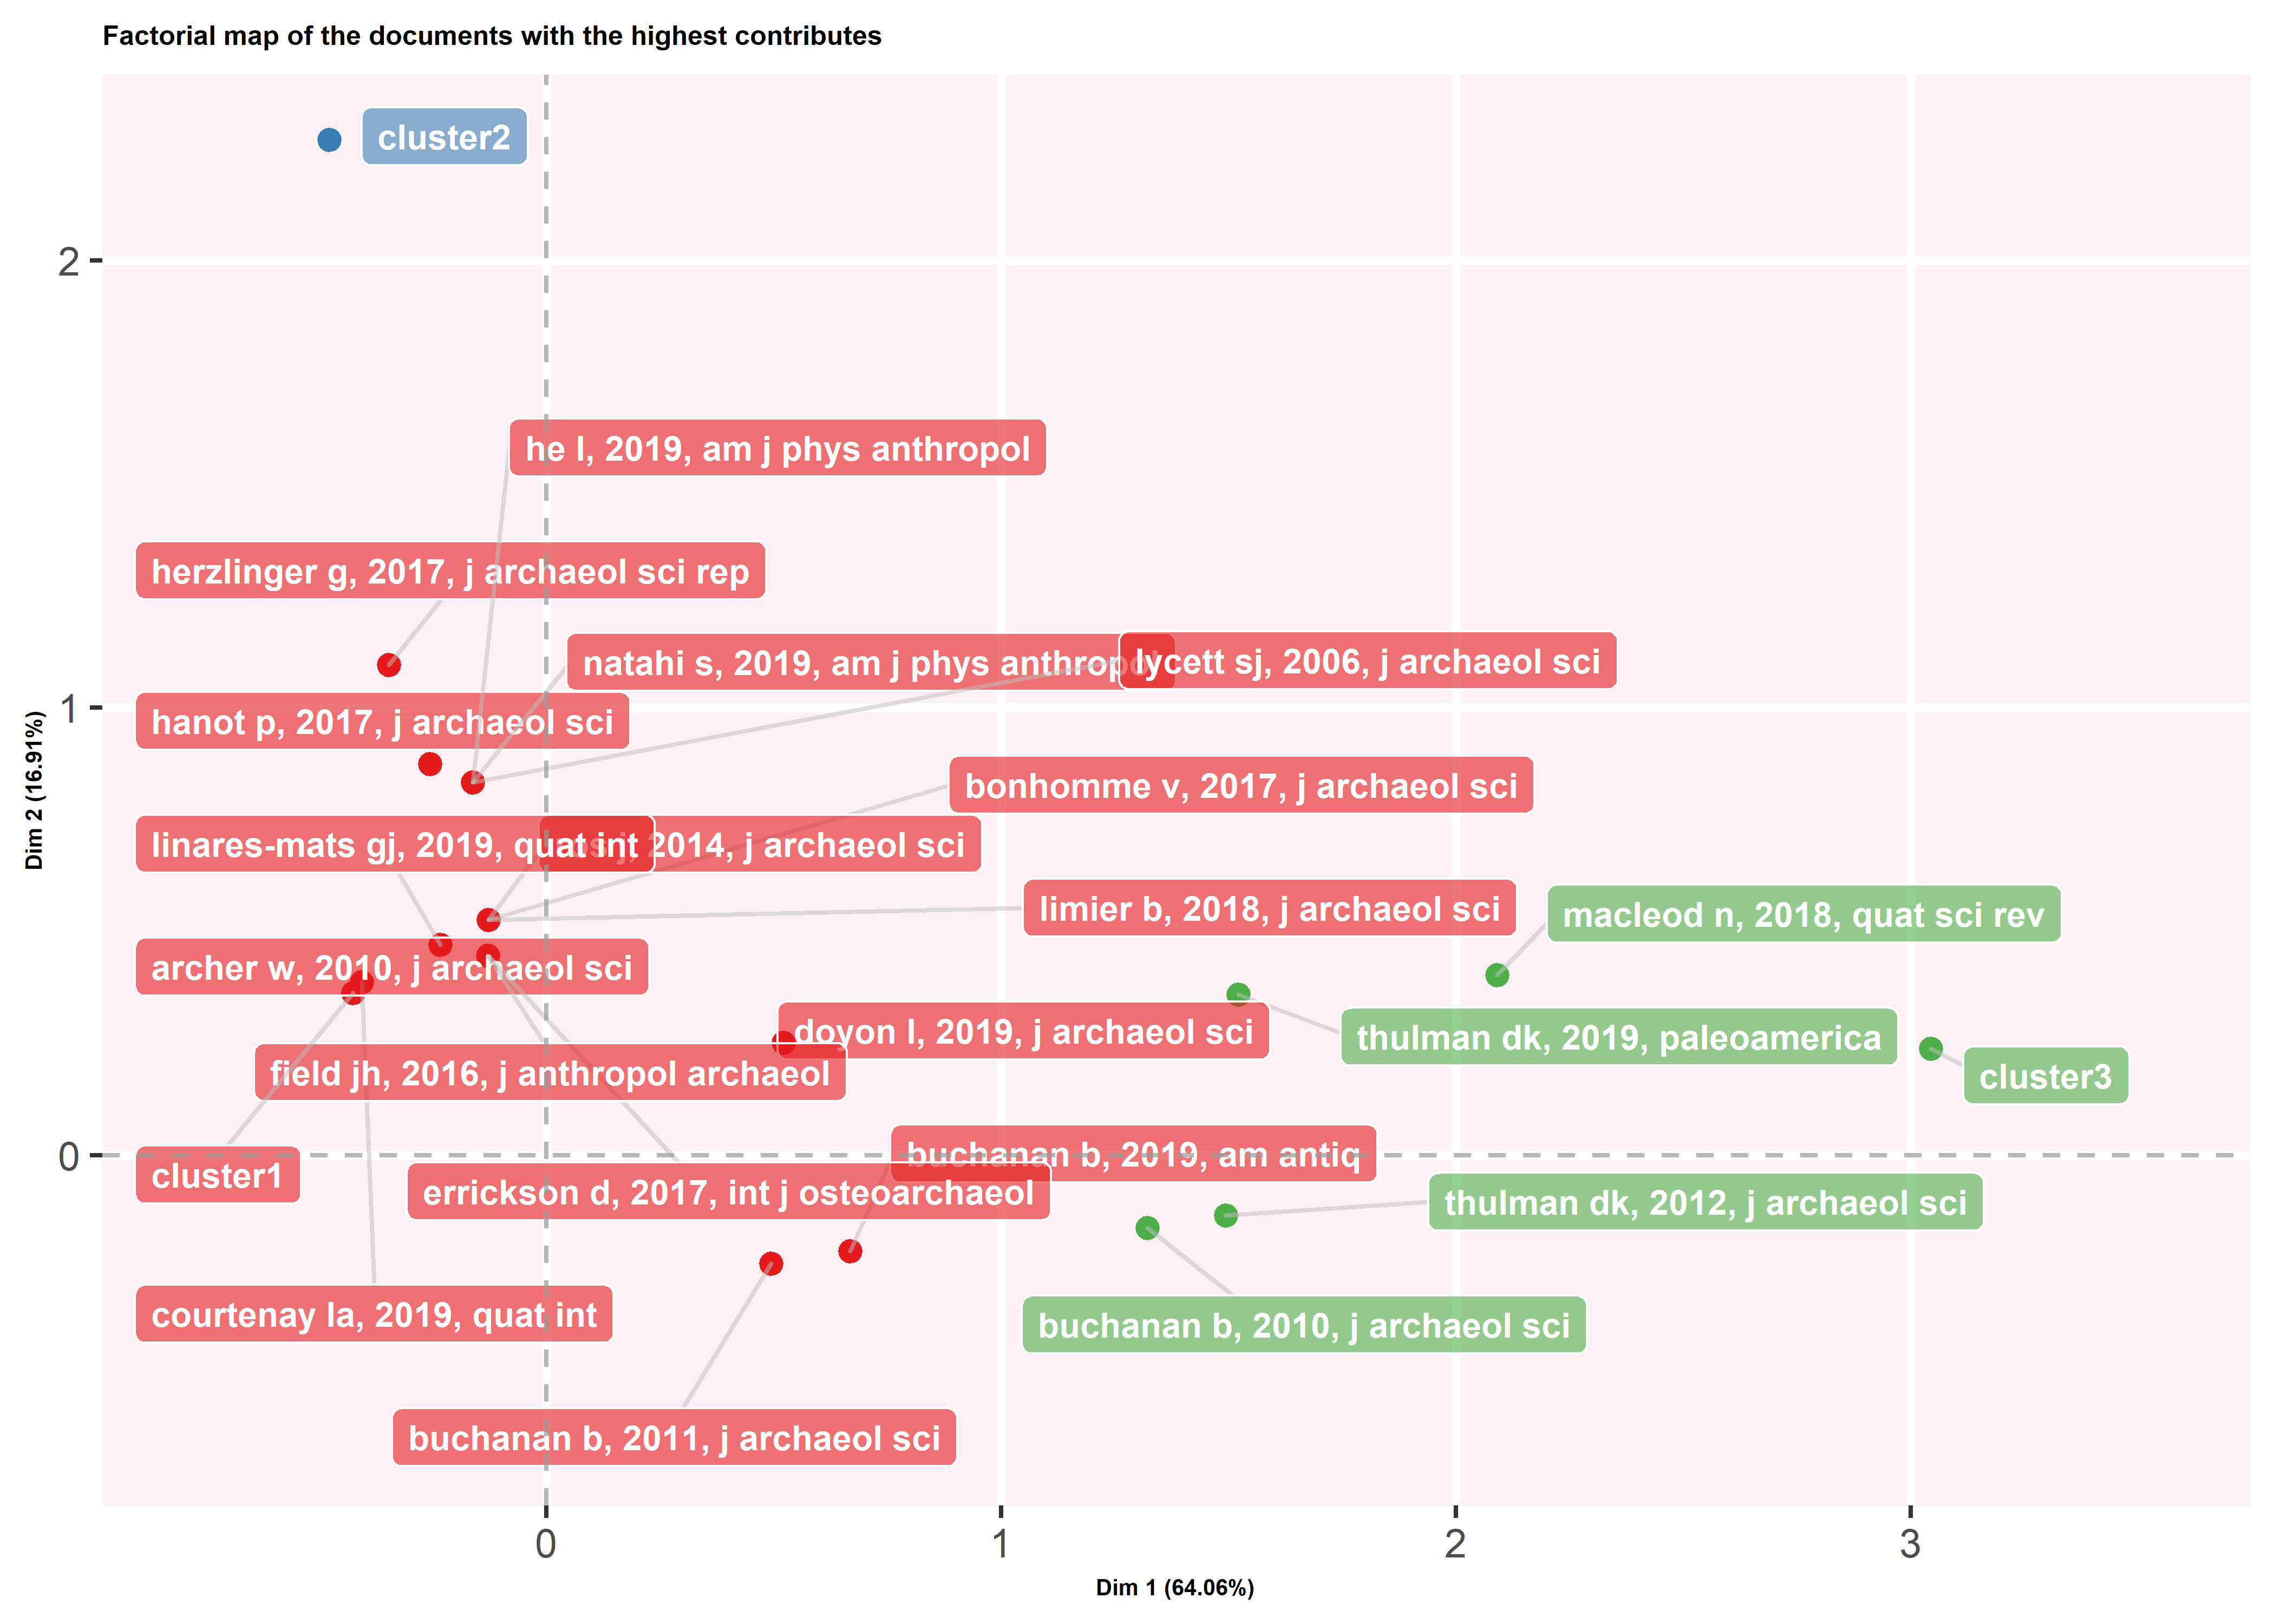 Factorial map of the documents with the highest contributes
cluster2
2
he l, 2019, am j phys anthropol
herzlinger g, 2017, j archaeol sci rep
natahi s, 2019, am j phys anthropol
lycett sj, 2006, j archaeol sci
1
hanot p, 2017, j archaeol sci
bonhomme v, 2017, j archaeol sci
linares-mats gj, 2019, quat int
j, 2014, j archaeol sci
limier b, 2018, j archaeol sci
macleod n, 2018, quat sci rev
archer w, 2010, j archaeol sci
doyon l, 2019, j archaeol sci
thulman dk, 2019, paleoamerica
field jh, 2016, j anthropol archaeol
cluster3
0
buchanan b, 2019, am antiq
cluster1
errickson d, 2017, int j osteoarchaeol
thulman dk, 2012, j archaeol sci
courtenay la, 2019, quat int
buchanan b, 2010, j archaeol sci
buchanan b, 2011, j archaeol sci
0 1 2 3
Dim 1 (64.06%)
Dim 2 (16.91%)